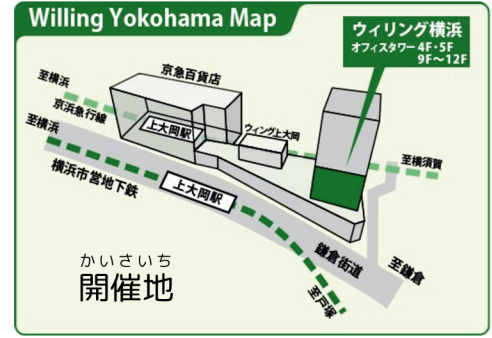 Willing Yokohama Map
ウィリング横浜
オフィスタワー 4F・5F
9F～12F
京急百貨店
至横浜
京浜急行線
上大岡駅
ウィング上大岡
至横浜
至横須賀
横浜市営地下鉄
上大岡駅
鎌倉街道
至鎌倉
至戸塚
かいさいち
開催地